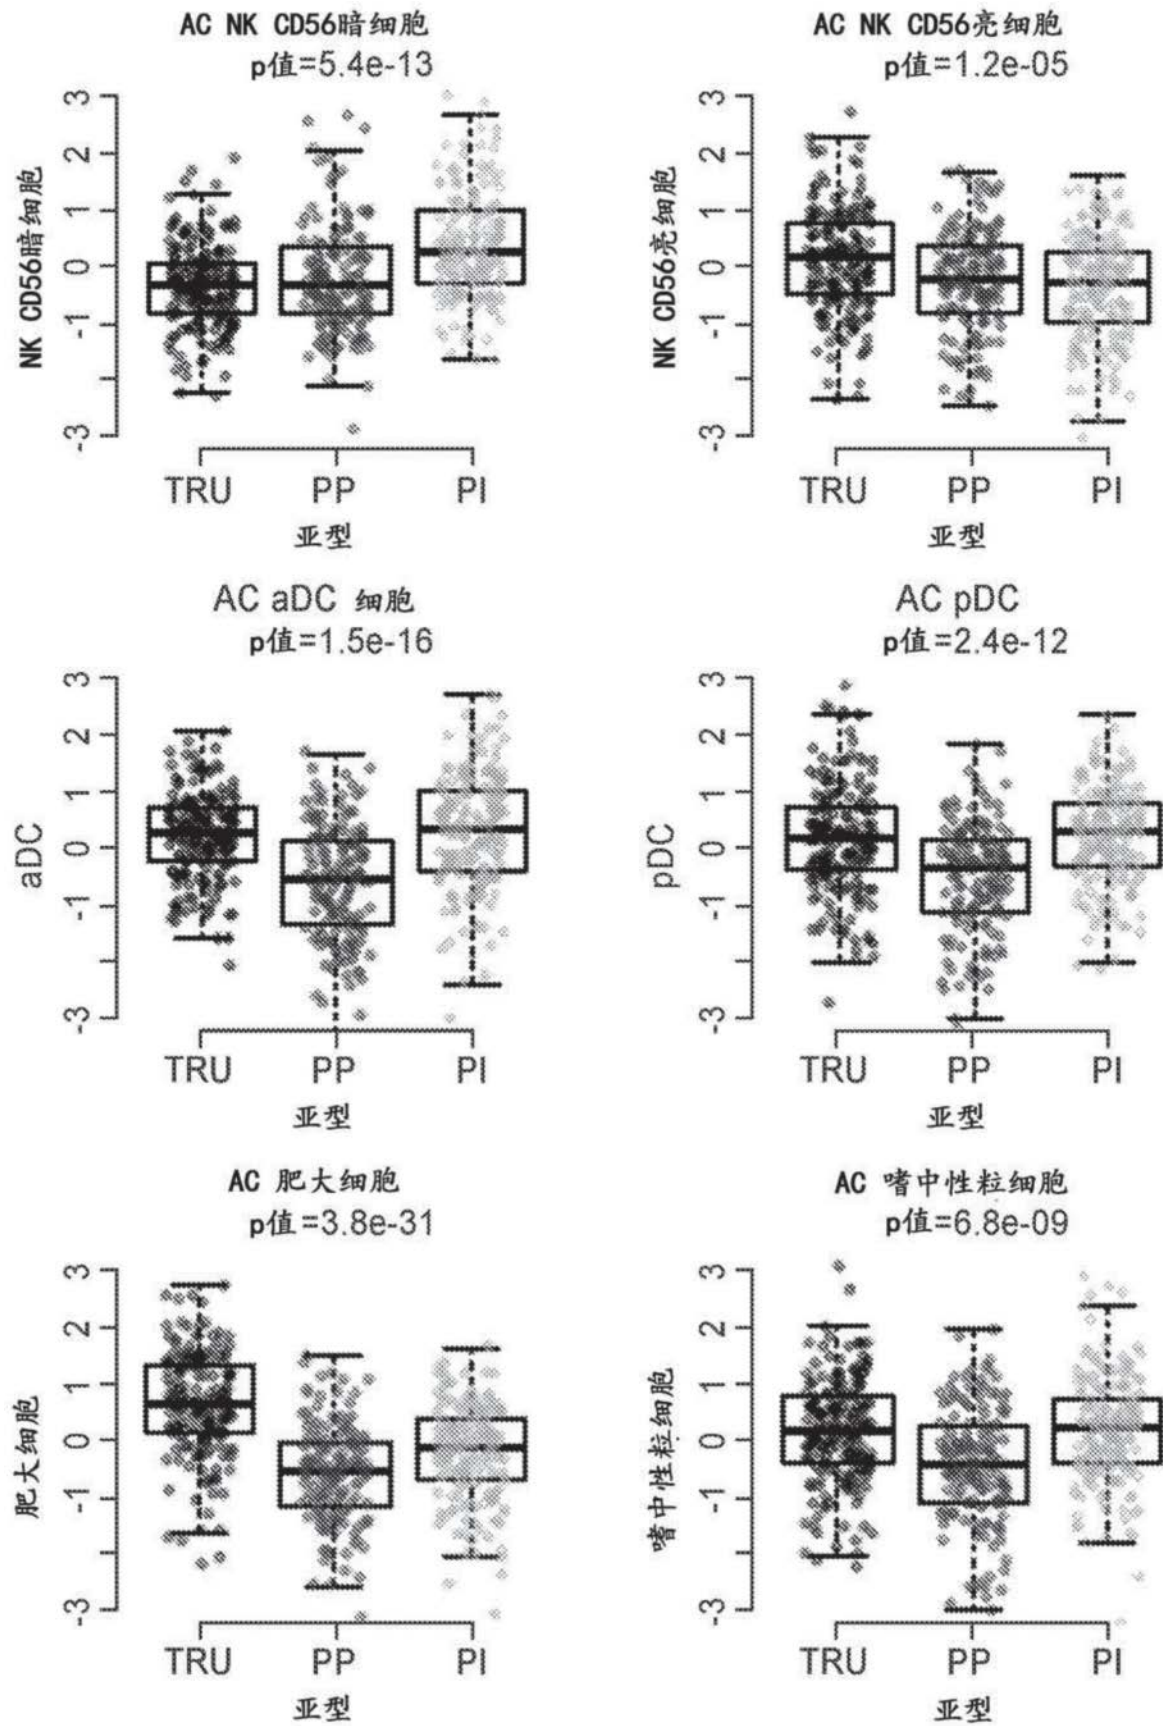 AC NK CD56暗细胞
p值=5.4e-13
NK CD56暗细胞
3
2
1
0
-1
-3
TRU PP PI
亚型
AC NK CD56亮细胞
p值=1.2e-05
NK CD56亮细胞
3
2
1
0
-1
-3
TRU PP PI
亚型
AC aDC 细胞
p值=1.5e-16
aDC
3
2
1
0
-1
-3
TRU PP PI
亚型
AC pDC
p值=2.4e-12
pDC
3
2
1
0
-1
-3
TRU PP PI
亚型
AC 肥大细胞
p值=3.8e-31
肥大细胞
3
2
1
0
-1
-3
TRU PP PI
亚型
AC 嗜中性粒细胞
p值=6.8e-09
嗜中性粒细胞
3
2
1
0
-1
-3
TRU PP PI
亚型